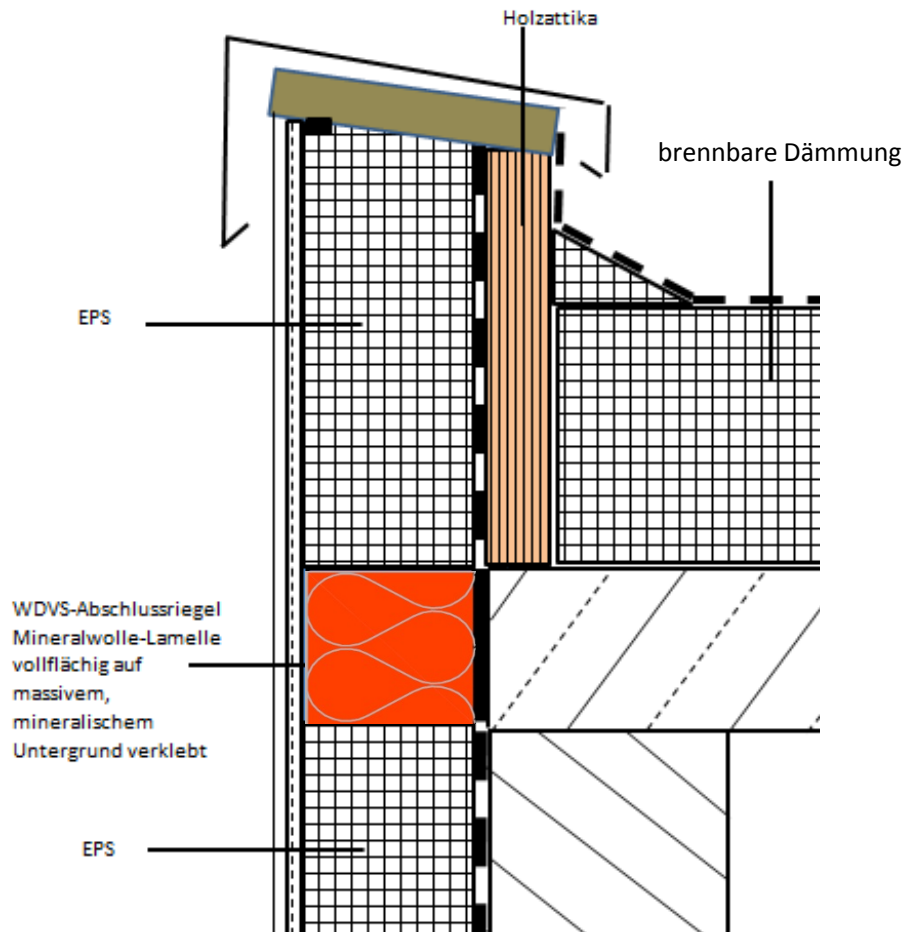 Holzattika
brennbare Dämmung
EPS
WDVS-Abschlussriegel
Mineralwolle-Lamelle
vollflächig auf
massivem,
mineralischem
Untergrund verklebt
EPS